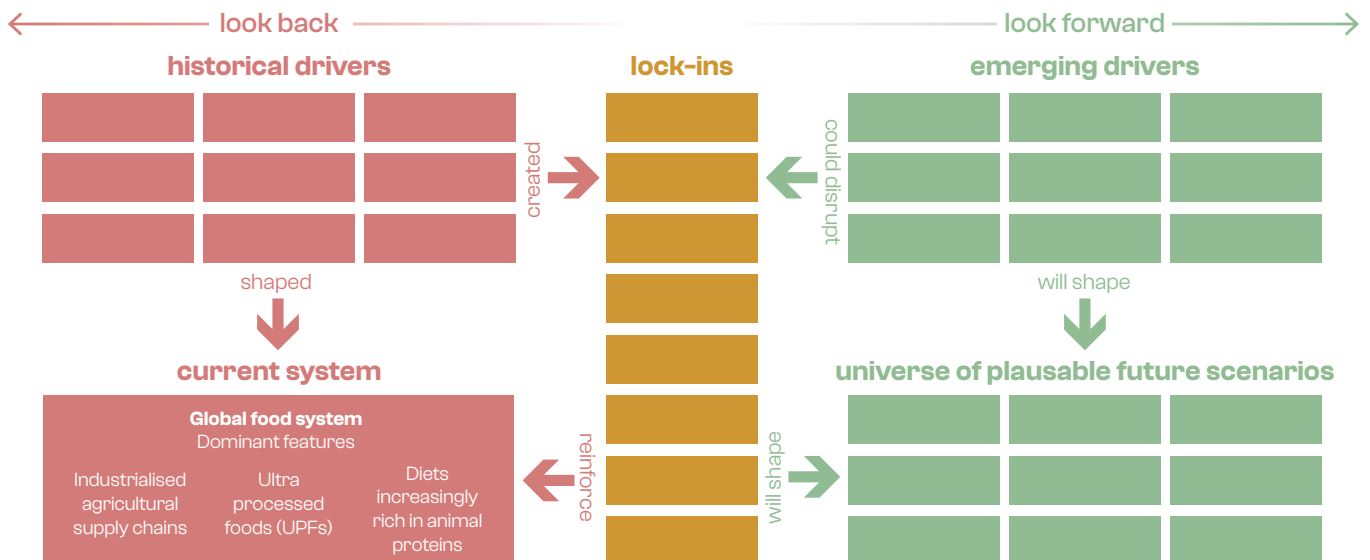 look back
look forward
historical drivers
lock-ins
emerging drivers
created
could disrupt
shaped
will shape
current system
universe of plausable future scenarios
Global food system
Dominant features
Industrialised
agricultural
supply chains
Ultra
processed
foods (UPFs)
Diets
increasingly
rich in animal
proteins
reinforce
will shape